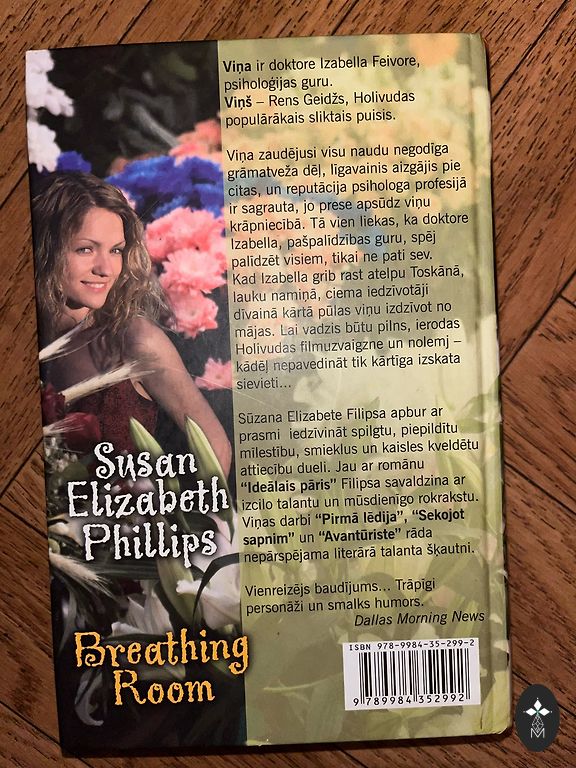 Viņa ir doktore Izabella Feivore,
psiholoģijas guru.
Viņš – Rens Geidžs, Holivudas
populārākais sliktais puisis.
Viņa zaudējusi visu naudu negodīga
grāmatveža dēļ, līgavainis aizgājis pie
citas, un reputācija psihologa profesijā
ir sagrauta, jo prese apsūdz viņu
krāpniecībā. Tā vien liekas, ka doktore
Izabella, pašpalīdzības guru, spēj
palīdzēt visiem, tikai ne pati sev.
Kad Izabella grib rast atelpu Toskānā,
lauku namiņā, ciema iedzīvotāji
dīvainā kārtā pūlas viņu izdzīvot no
mājas. Lai vadzis būtu pilns, ierodas
Holivudas filmuzvaigzne un nolemj –
kādēļ nepavedināt tik kārtīga izskata
sievieti...
Sūzana Elizabete Filipsa apbur ar
prasmi iedzīvināt spilgtu, piepildītu
mīlestību, smieklus un kaisles kveldētu
attiecību dueli. Jau ar romānu
“Ideālais pāris” Filipsa savaldzina ar
izcilo talantu un mūsdienīgo rokrakstu.
Viņas darbi “Pirmā lēdija”, “Sekojot
sapnim” un “Avantūriste” rāda
nepārspējama literārā talanta šķautni.
Vienreizējs baudījums... Trāpīgi
personāži un smalks humors.
Dallas Morning News
Susan
Elizabeth
Phillips
Breathing
Room
ISBN 978-9984-35-299-2
9 789984 352992